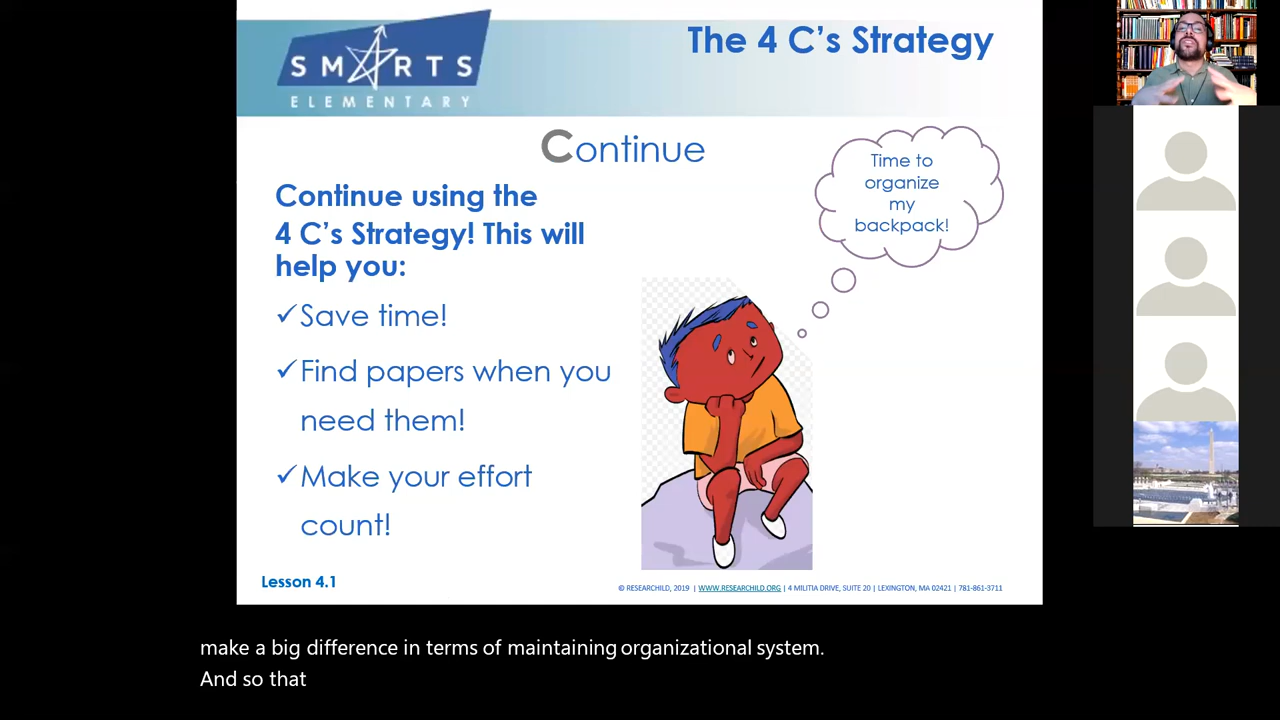 SMARTS
ELEMENTARY
The 4 C's Strategy
Continue
Continue using the
4 C's Strategy! This will
help you:
✓Save time!
✓Find papers when you
need them!
✓Make your effort
count!
Time to
organize
my
backpack!
Lesson 4.1
© RESEARCHILD, 2019 | WWW.RESEARCHILD.ORG | 4 MILITIA DRIVE, SUITE 20 | LEXINGTON, MA 02421 | 781-861-3711
make a big difference in terms of maintaining organizational system.
And so that